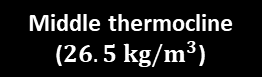 Middle thermocline
(26. 5 kg/m³)